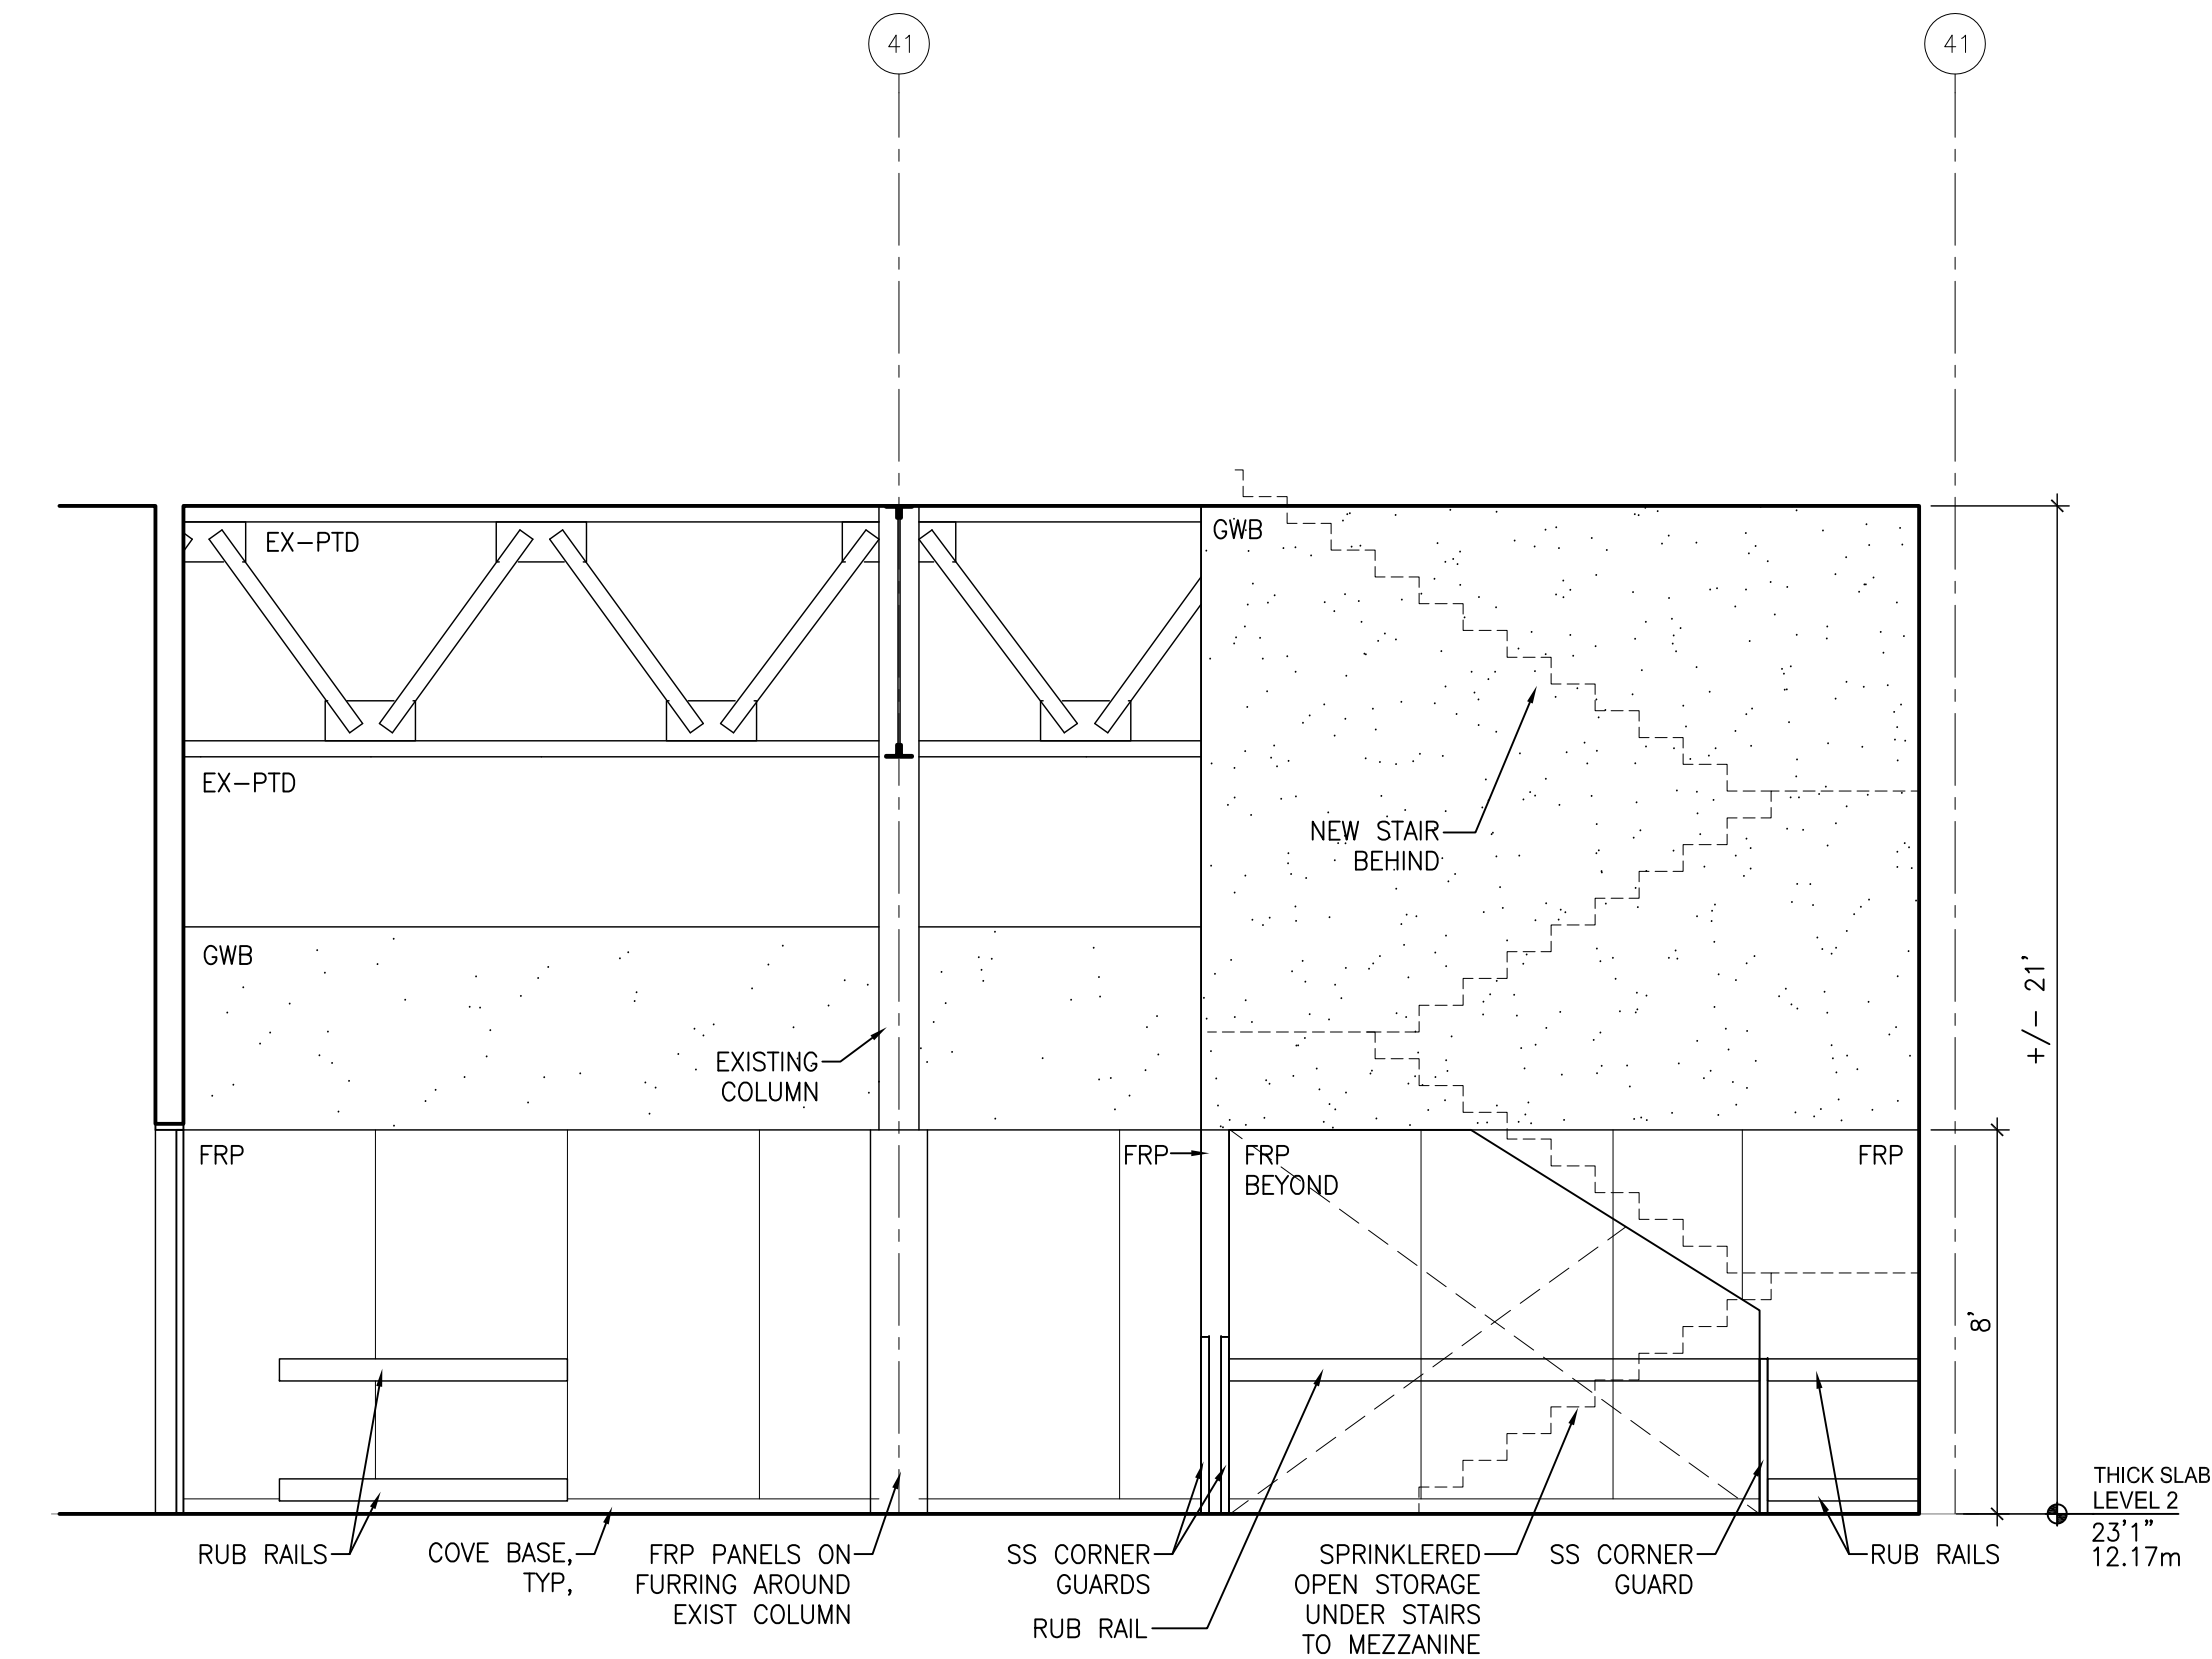 41
41
EX-PTD
GWB
EX-PTD
NEW STAIR
BEHIND
GWB
+/- 21'
EXISTING
COLUMN
FRP
FRP
FRP
BEYOND
FRP
8'
THICK SLAB
LEVEL 2
23'1"
12.17m
RUB RAILS
COVE BASE,
TYP,
FRP PANELS ON
FURRING AROUND
EXIST COLUMN
SS CORNER
GUARDS
RUB RAIL
SPRINKLERED
OPEN STORAGE
UNDER STAIRS
TO MEZZANINE
SS CORNER
GUARD
RUB RAILS